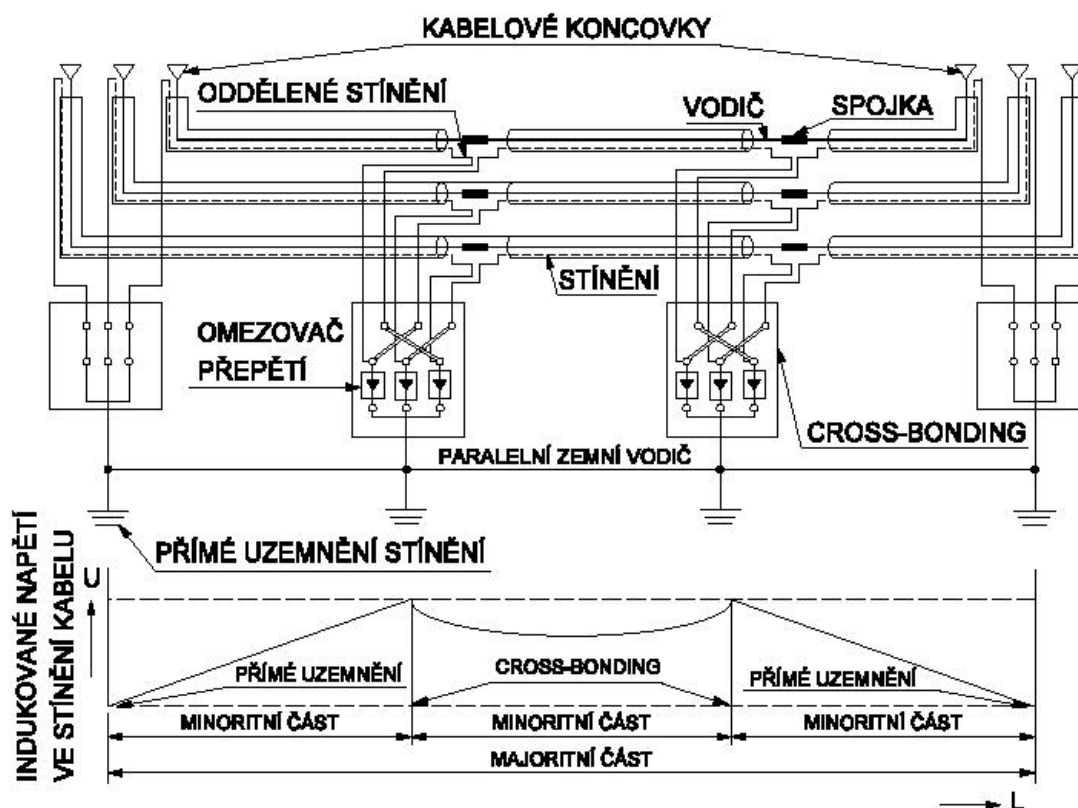 KABELOVÉ KONCOVKY
ODDĚLENÉ STÍNĚNÍ
VODIČ
SPOJKA
STÍNĚNÍ
OMEZOVAČ
PŘEPĚTÍ
CROSS-BONDING
PARALELNÍ ZEMNÍ VODIČ
PŘÍMÉ UZEMNĚNÍ STÍNĚNÍ
INDUKOVANÉ NAPĚTÍ
VE STÍNĚNÍ KABELU
U
PŘÍMÉ UZEMNĚNÍ
CROSS-BONDING
PŘÍMÉ UZEMNĚNÍ
MINORITNÍ ČÁST
MINORITNÍ ČÁST
MINORITNÍ ČÁST
MAJORITNÍ ČÁST
L